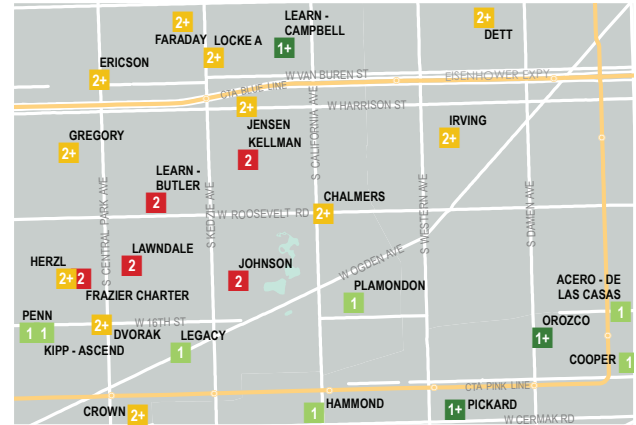 LEARN -
CAMPBELL
1+
2+
FARADAY
LOCKE A
2+
2+
DETT
ERICSON
2+
W VAN BUREN ST
EISENHOWER EXPY
CTA BLUE LINE
2+
W HARRISON ST
JENSEN
KELLMAN
2
GREGORY
2+
IRVING
2+
LEARN -
BUTLER
2
S CALIFORNIA AVE
CHALMERS
2+
S CENTRAL PARK AVE
S KEDZIE AVE
W ROOSEVELT RD
S WESTERN AVE
S DAMEN AVE
HERZL
2+
2
FRAZIER CHARTER
LAWNDALE
2
JOHNSON
2
W OGDEN AVE
PLAMONDON
1
ACERO - DE
LAS CASAS
1
PENN
1
1
KIPP - ASCEND
2+
DVORAK
W 16TH ST
LEGACY
1
OROZCO
1+
COOPER
1
CTA PINK LINE
CROWN
2+
HAMMOND
1
1+
PICKARD
W CERMAK RD